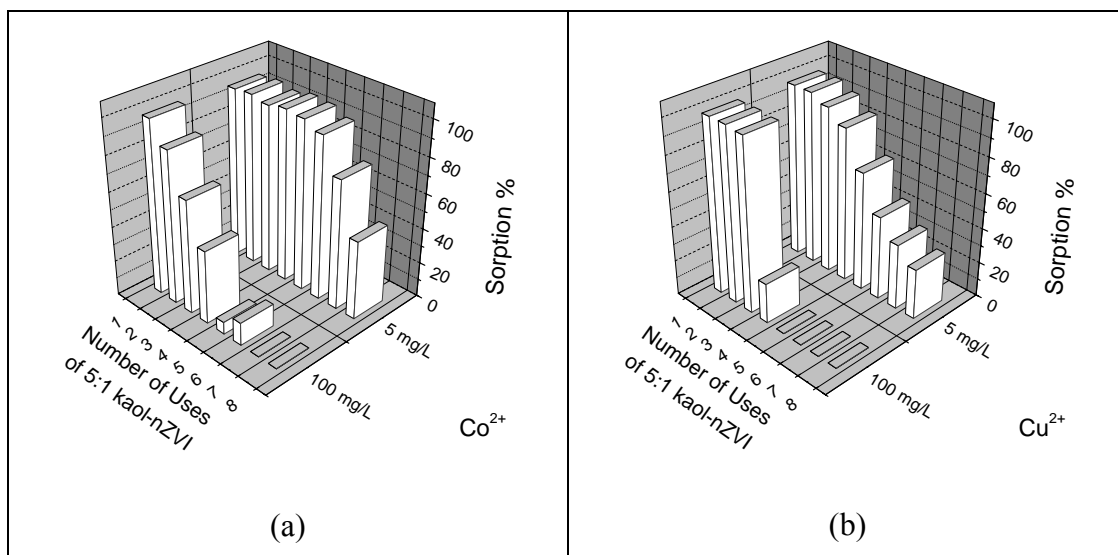 100
80
60
40
20
0
Sorption %
1
2
3
4
5
6
7
8
Number of Uses
of 5:1 kaol-nZVI
5 mg/L
100 mg/L
Co²⁺
(a)
100
80
60
40
20
0
Sorption %
1
2
3
4
5
6
7
8
Number of Uses
of 5:1 kaol-nZVI
5 mg/L
100 mg/L
Cu²⁺
(b)